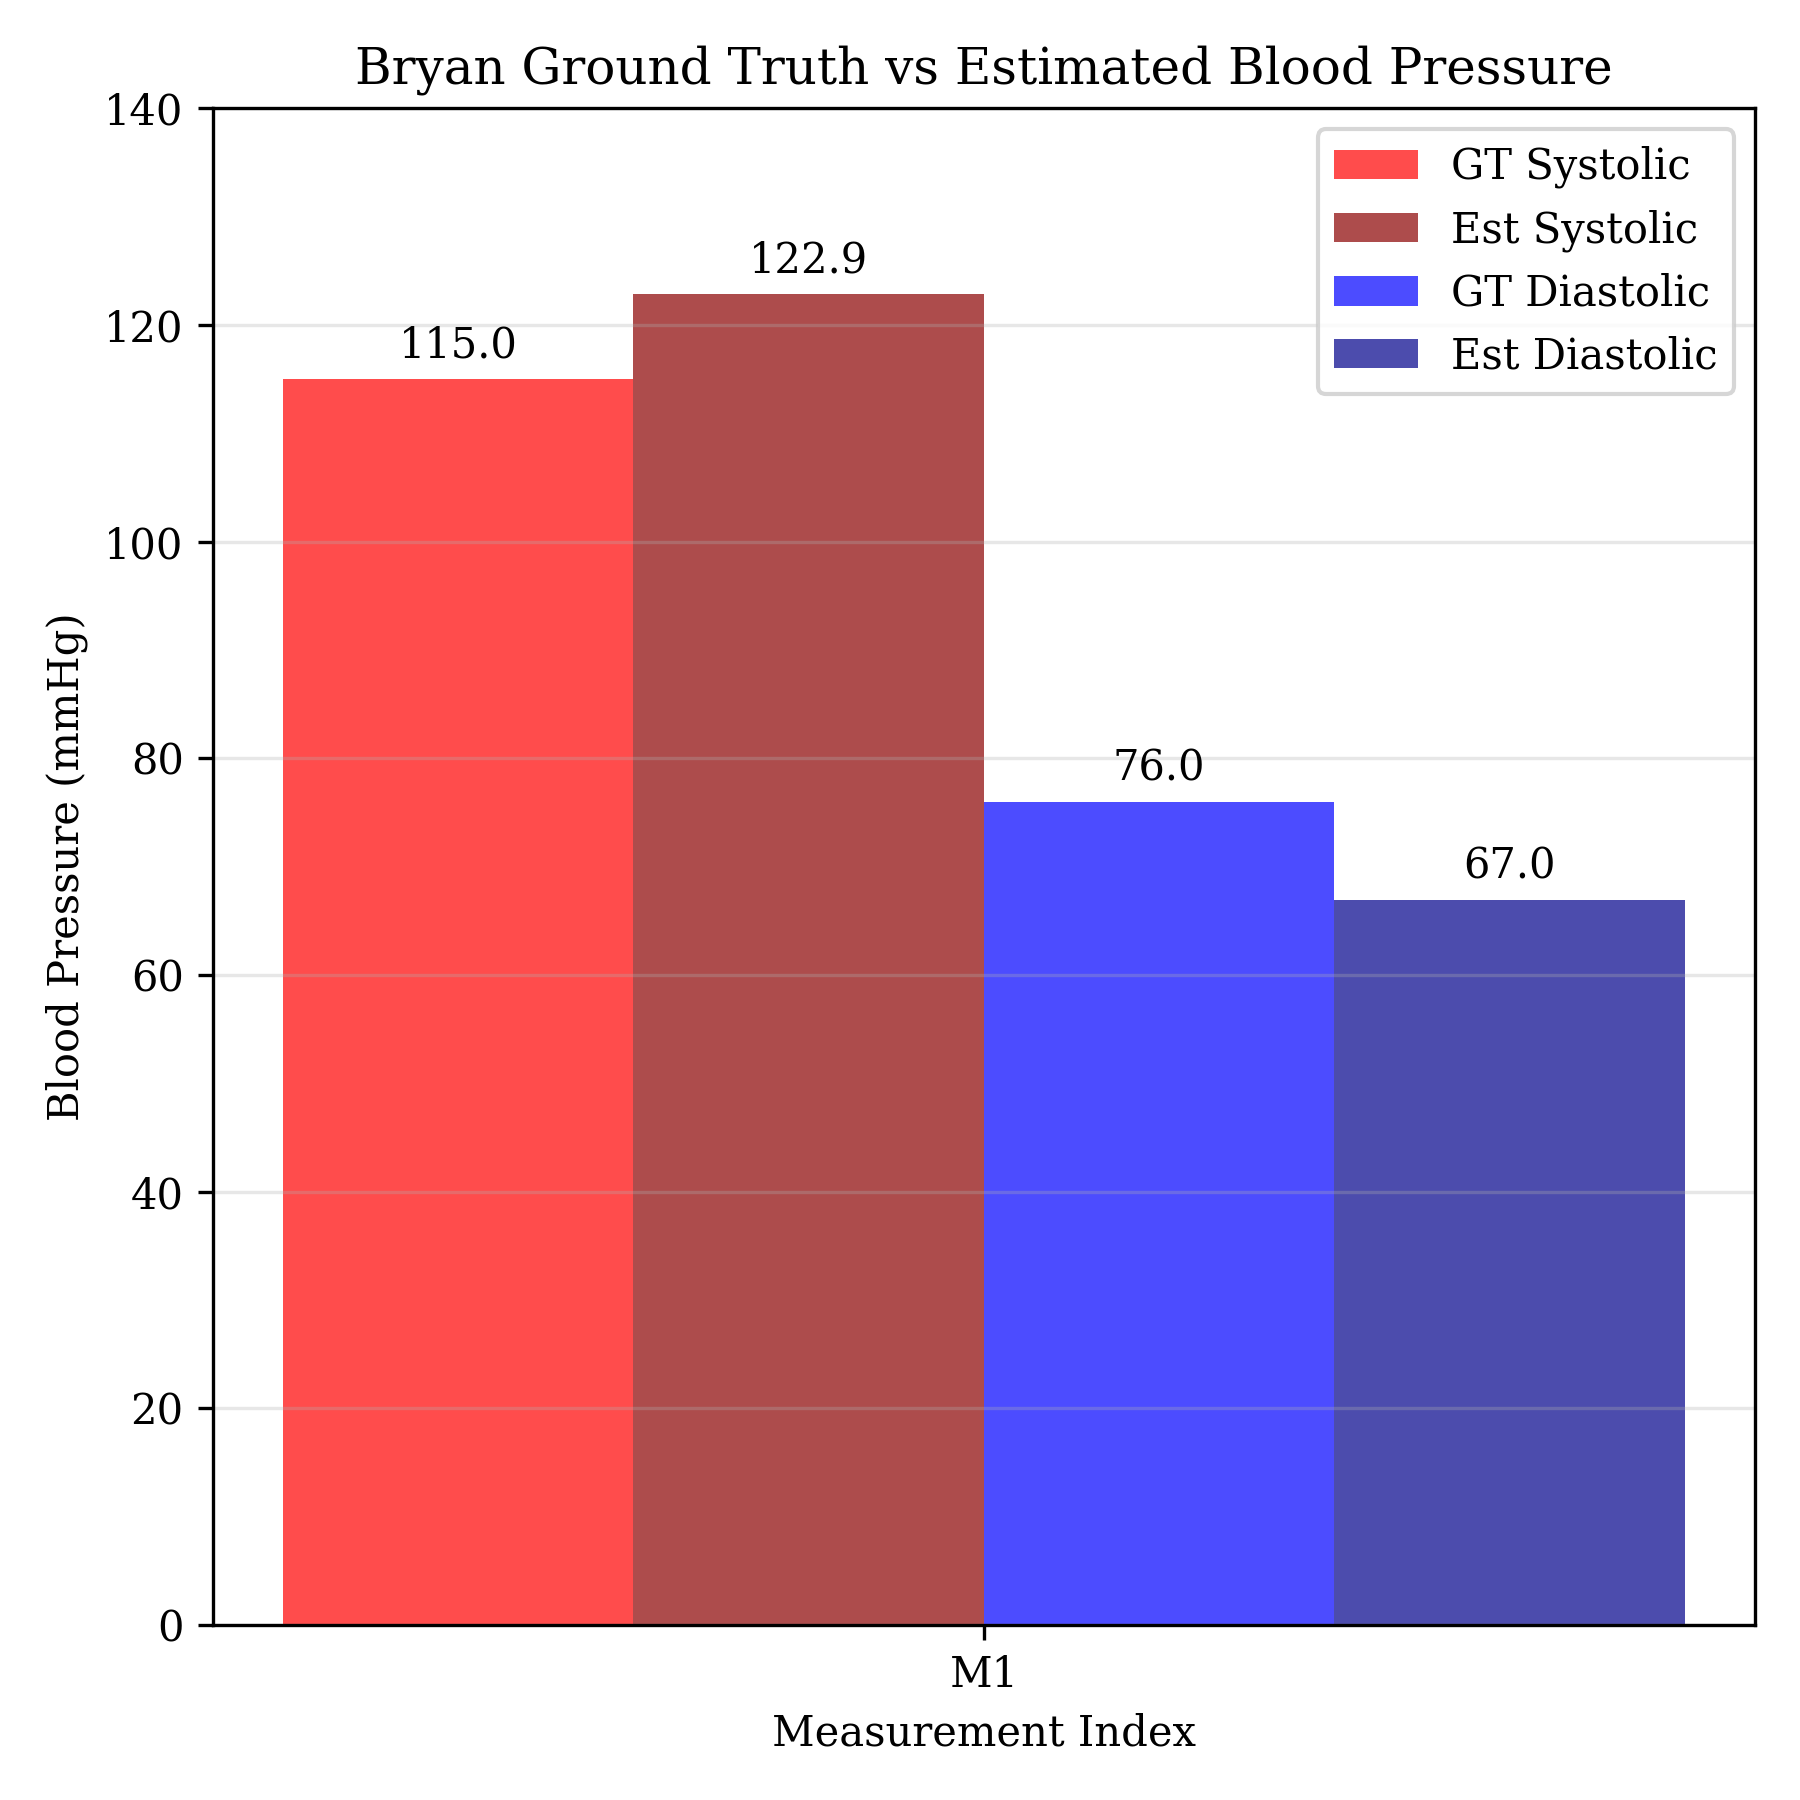 Bryan Ground Truth vs Estimated Blood Pressure
140
120
100
80
60
40
20
0
Blood Pressure (mmHg)
115.0
122.9
76.0
67.0
GT Systolic
Est Systolic
GT Diastolic
Est Diastolic
M1
Measurement Index